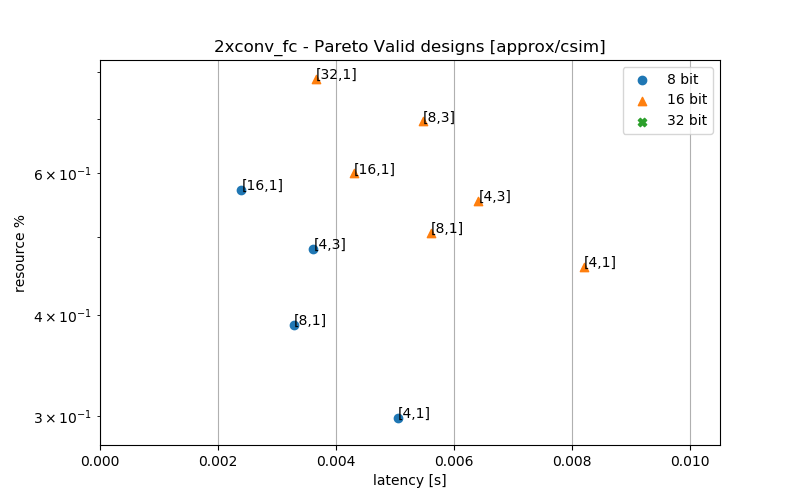 2xconv_fc - Pareto Valid designs [approx/csim]
[32,1]
8 bit
16 bit
32 bit
[8,3]
6 × 10⁻¹
[16,1]
[16,1]
[4,3]
[8,1]
[4,3]
[4,1]
4 × 10⁻¹
[8,1]
3 × 10⁻¹
[4,1]
resource %
0.000 0.002 0.004 0.006 0.008 0.010
latency [s]